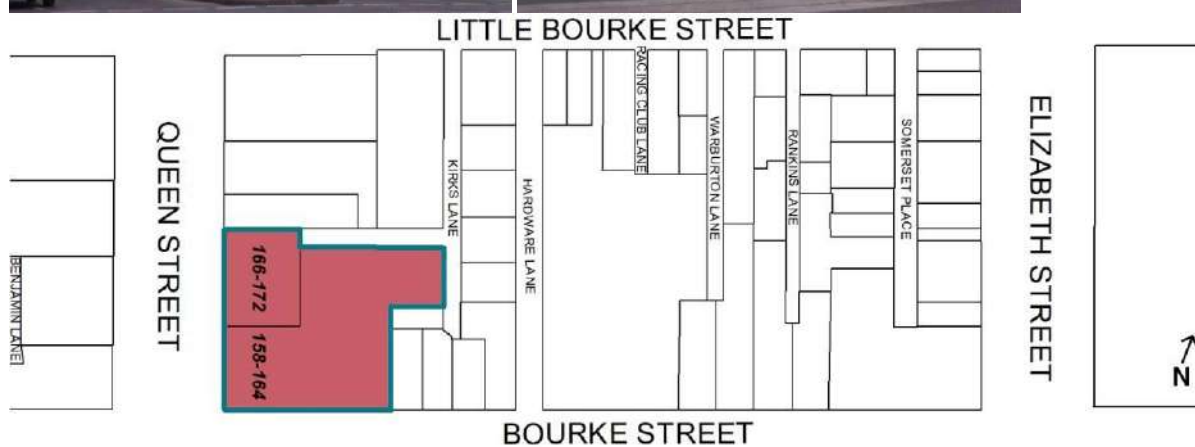 LITTLE BOURKE STREET
QUEEN STREET
BENJAMIN LANE
166-172
158-164
KIRKS LANE
HARDWARE LANE
RACING CLUB LANE
WARBURTON LANE
RANKINS LANE
SOMERSET PLACE
ELIZABETH STREET
N
BOURKE STREET